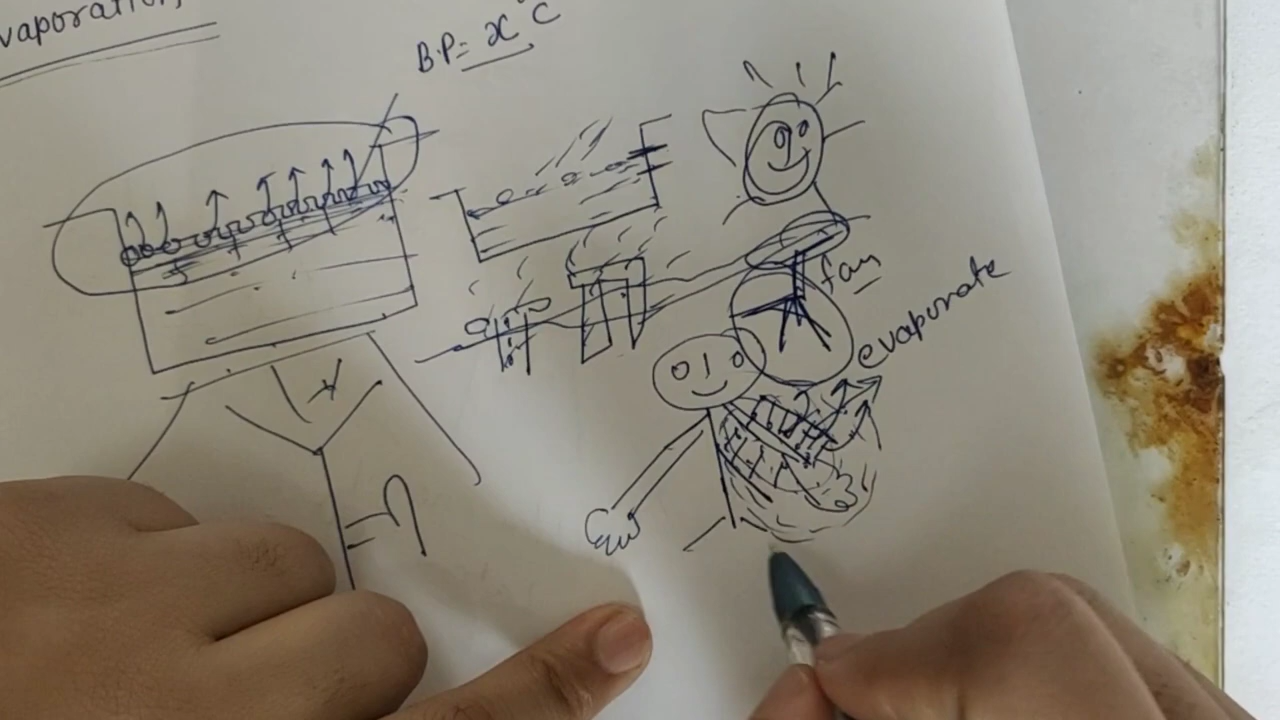 vaporation,
B.P = x°C
fan
evaporate